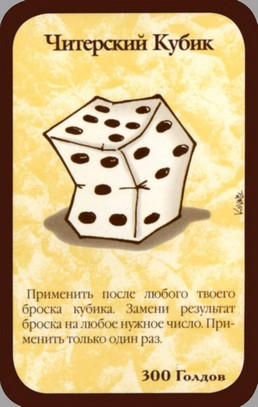 Читерский Кубик
Применить после любого твоего
броска кубика. Замени результат
броска на любое нужное число. При-
менить только один раз.
300 Голдов